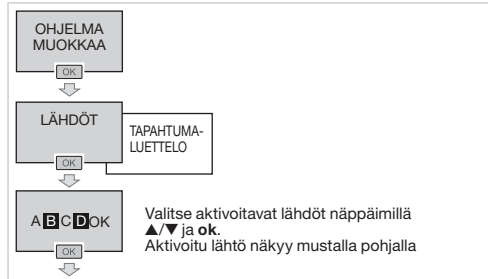 OHJELMA
MUOKKAA
OK
LÄHDÖT
TAPAHTUMA-
LUETTELO
OK
A B C D OK
Valitse aktivoitavat lähdöt näppäimillä
▲/▼ ja ok.
Aktivoitu lähtö näkyy mustalla pohjalla
OK